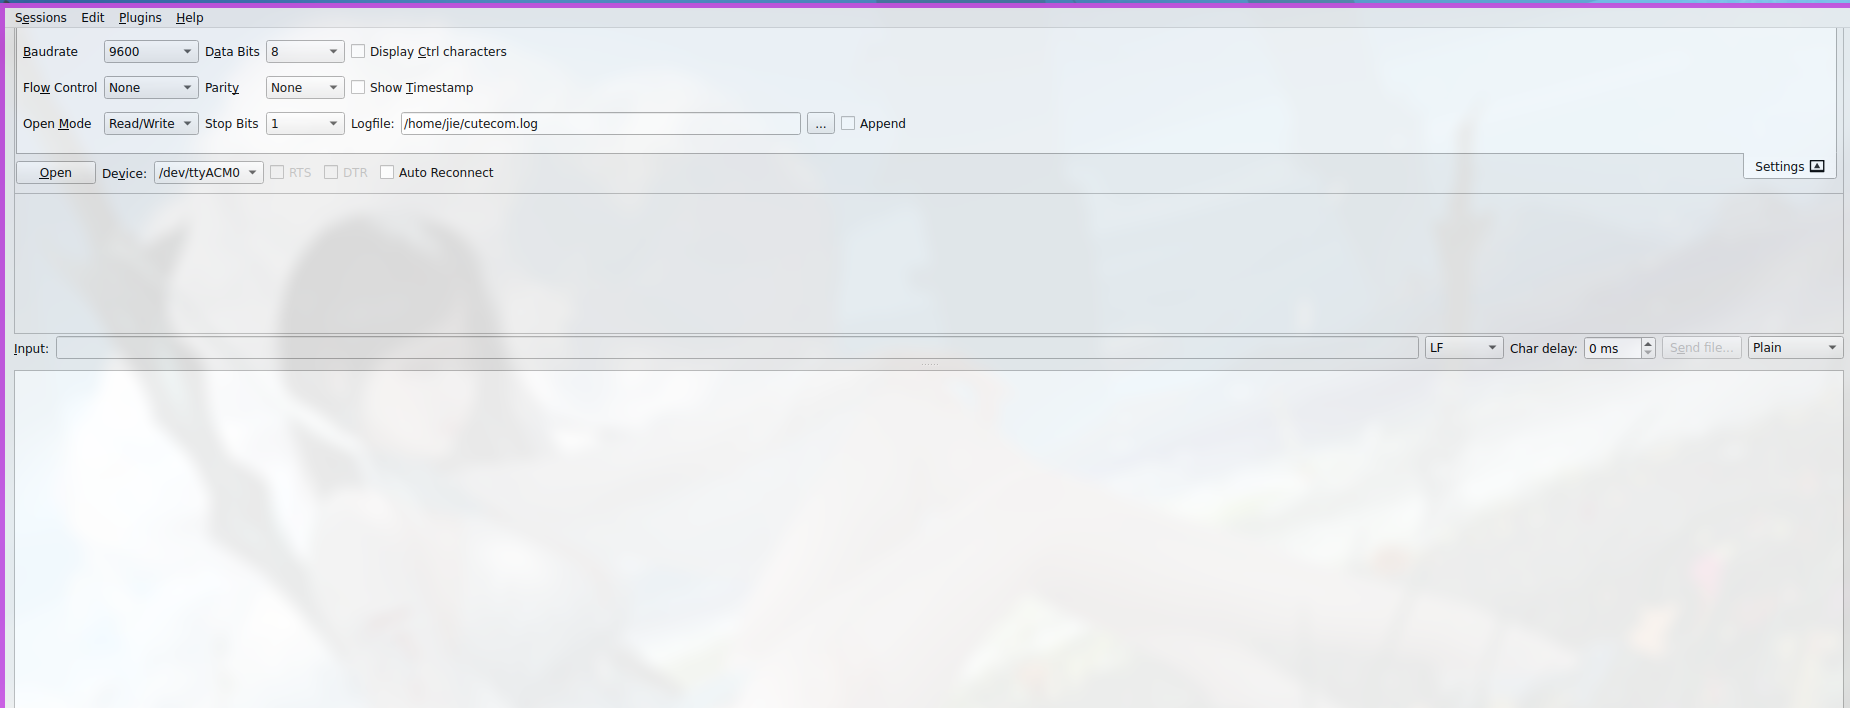 Sessions Edit Plugins Help
Baudrate 9600 Data Bits 8 Display Ctrl characters
Flow Control None Parity None Show Timestamp
Open Mode Read/Write Stop Bits 1 Logfile: /home/jie/cutecom.log ... Append
Open Device: /dev/ttyACM0 RTS DTR Auto Reconnect Settings
Input: LF Char delay: 0 ms Send file... Plain